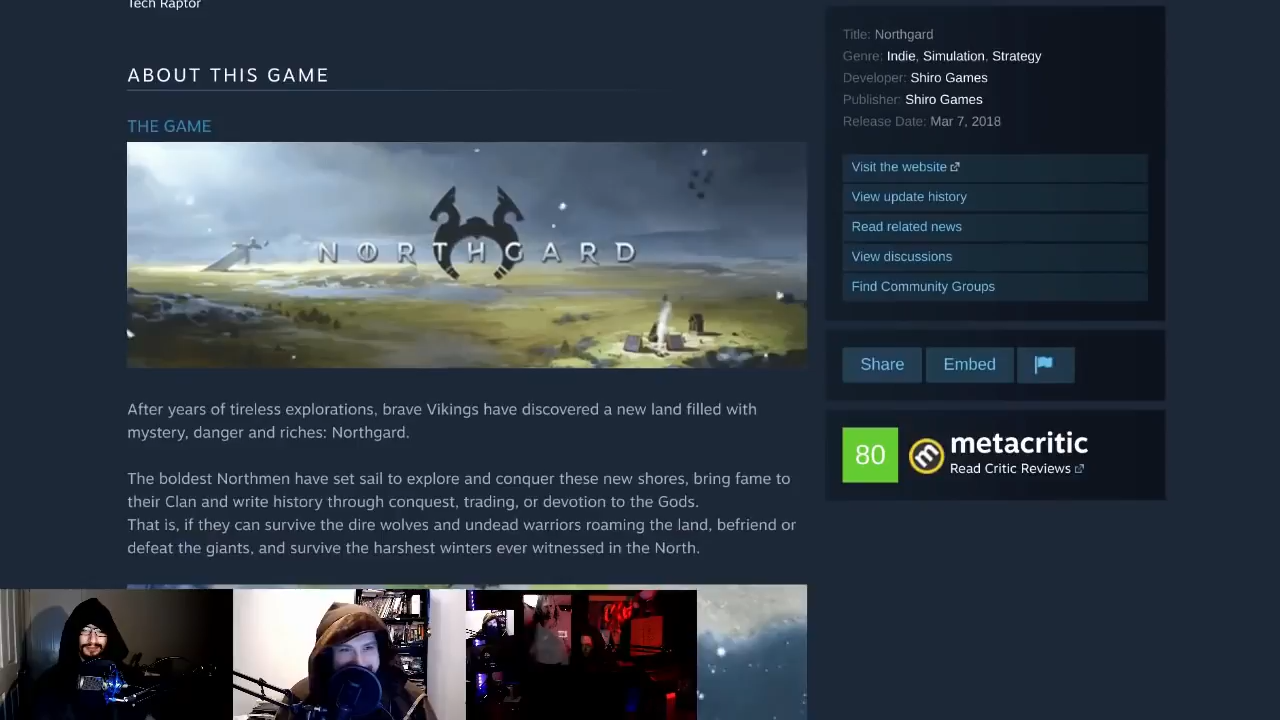 Tech Raptor
ABOUT THIS GAME
THE GAME
NORTHGARD
After years of tireless explorations, brave Vikings have discovered a new land filled with
mystery, danger and riches: Northgard.
The boldest Northmen have set sail to explore and conquer these new shores, bring fame to
their Clan and write history through conquest, trading, or devotion to the Gods.
That is, if they can survive the dire wolves and undead warriors roaming the land, befriend or
defeat the giants, and survive the harshest winters ever witnessed in the North.
Title: Northgard
Genre: Indie, Simulation, Strategy
Developer: Shiro Games
Publisher: Shiro Games
Release Date: Mar 7, 2018
Visit the website
View update history
Read related news
View discussions
Find Community Groups
Share Embed
80 metacritic
Read Critic Reviews